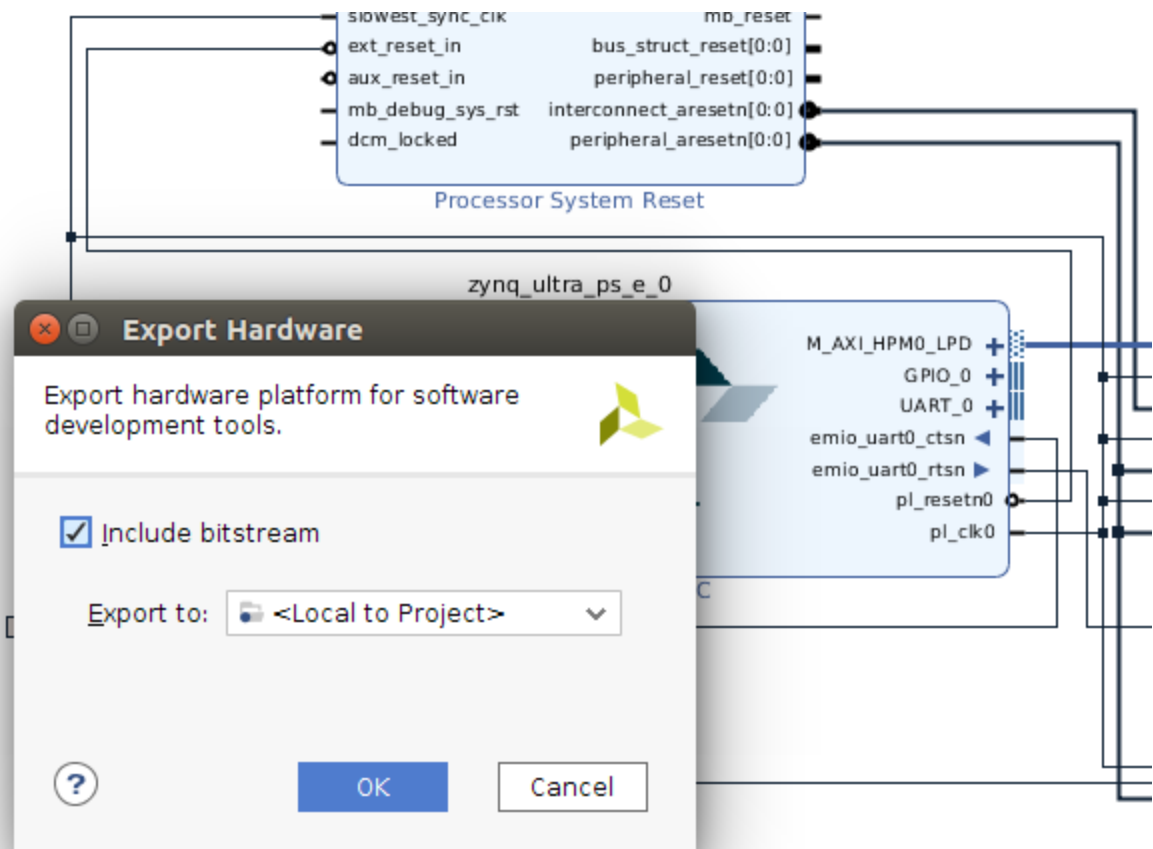 slowest_sync_clk
mb_reset
ext_reset_in
bus_struct_reset[0:0]
aux_reset_in
peripheral_reset[0:0]
mb_debug_sys_rst
interconnect_aresetn[0:0]
dcm_locked
peripheral_aresetn[0:0]
Processor System Reset
zynq_ultra_ps_e_0
Export Hardware
Export hardware platform for software
development tools.
Include bitstream
Export to:
<Local to Project>
?
OK
Cancel
M_AXI_HPM0_LPD
GPIO_0
UART_0
emio_uart0_ctsn
emio_uart0_rtsn
pl_resetn0
pl_clk0
C